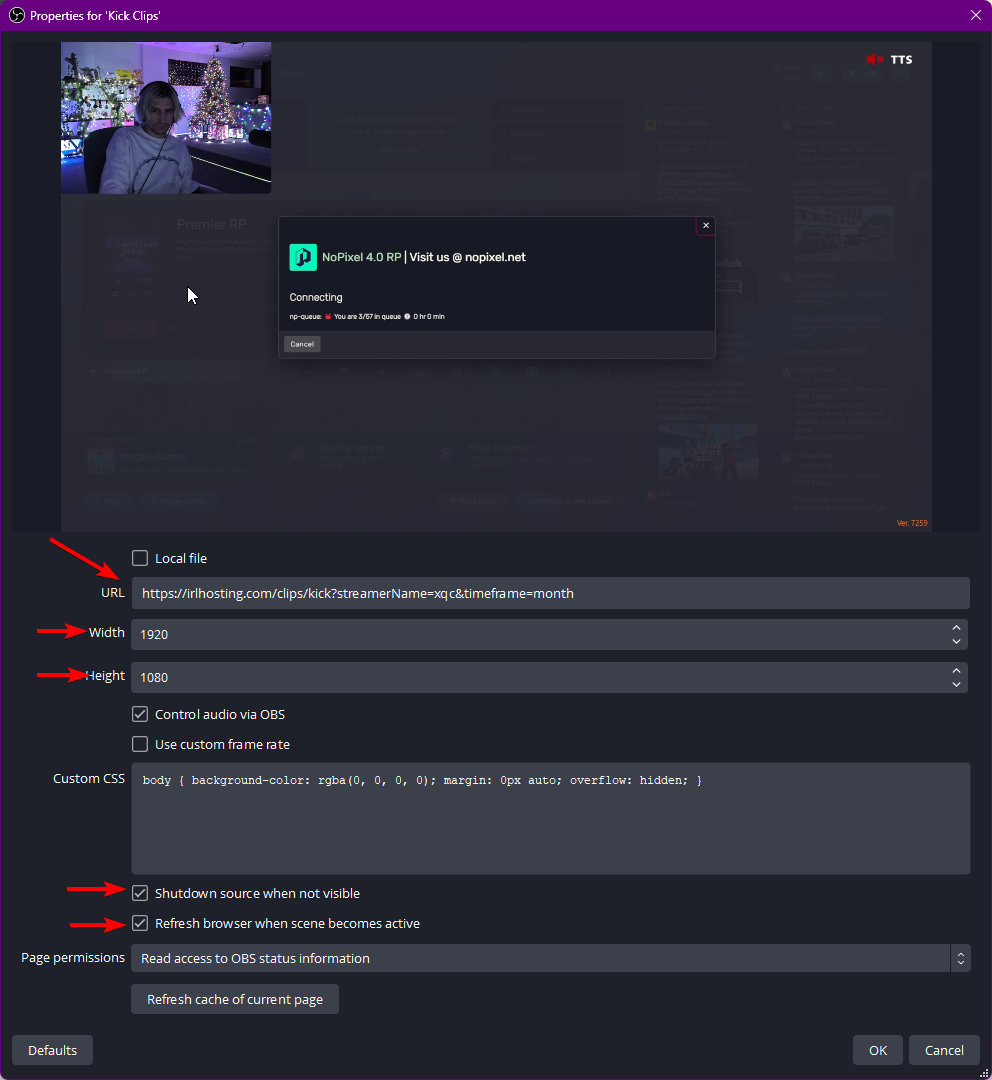 Properties for 'Kick Clips'
TTS
Premier RP
NoPixel 4.0 RP | Visit us @ nopixel.net
Connecting
np-queue: You are 3/57 in queue 0 hr 0 min
Cancel
Premier RP
Ver. 7259
Local file
URL https://irlhosting.com/clips/kick?streamerName=xqc&timeframe=month
Width 1920
Height 1080
Control audio via OBS
Use custom frame rate
Custom CSS body { background-color: rgba(0, 0, 0, 0); margin: 0px auto; overflow: hidden; }
Shutdown source when not visible
Refresh browser when scene becomes active
Page permissions Read access to OBS status information
Refresh cache of current page
Defaults OK Cancel